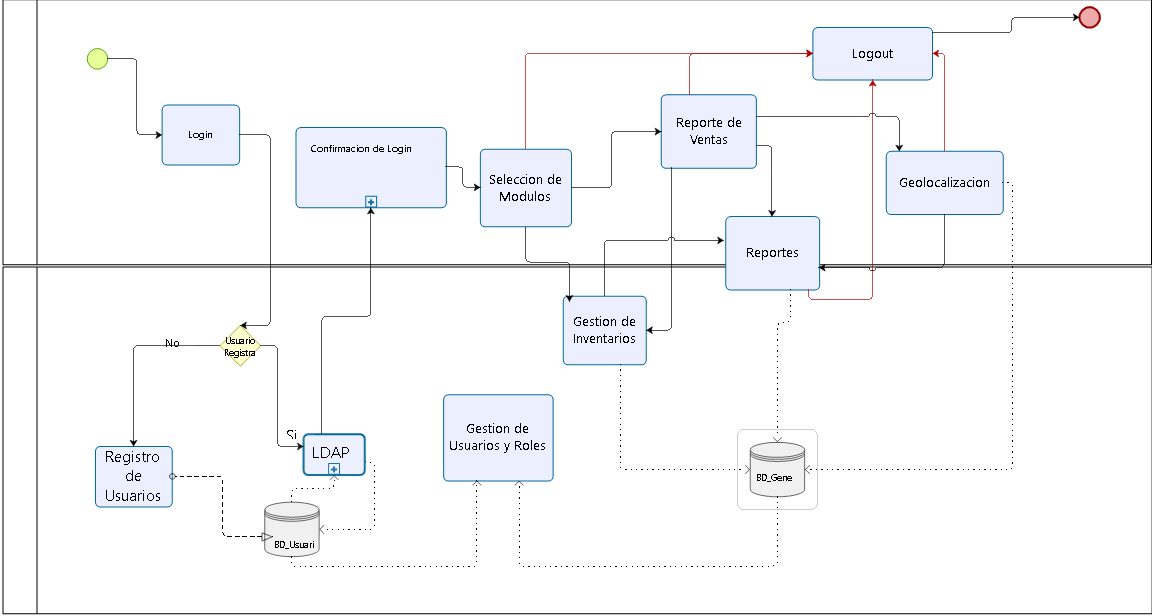 Logout
Login
Reporte de
Ventas
Confirmacion de Login
Seleccion de
Modulos
Geolocalizacion
Reportes
Gestion de
Inventarios
Usuario
Registra
No
Si
Gestion de
Usuarios y Roles
LDAP
Registro
de
Usuarios
BD_Gene
BD_Usuari